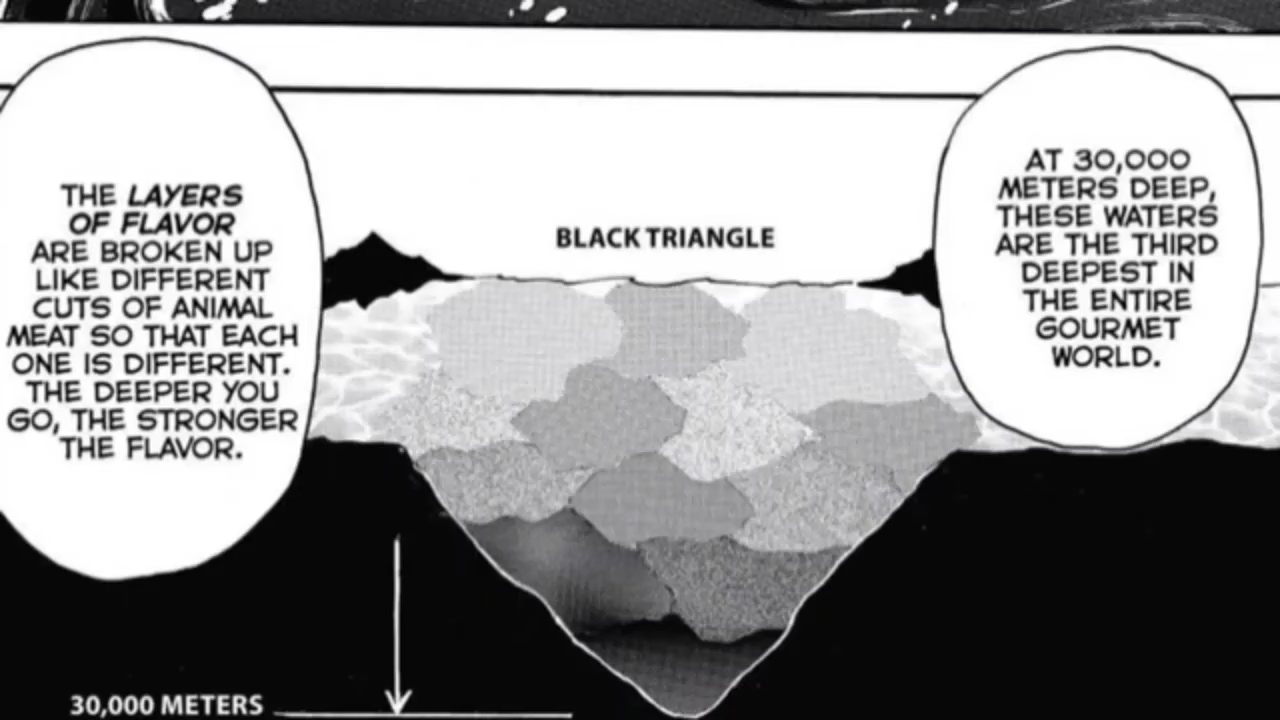 AT 30,000
METERS DEEP,
THESE WATERS
ARE THE THIRD
DEEPEST IN
THE ENTIRE
GOURMET
WORLD.
BLACK TRIANGLE
THE LAYERS
OF FLAVOR
ARE BROKEN UP
LIKE DIFFERENT
CUTS OF ANIMAL
MEAT SO THAT EACH
ONE IS DIFFERENT.
THE DEEPER YOU
GO, THE STRONGER
THE FLAVOR.
30,000 METERS